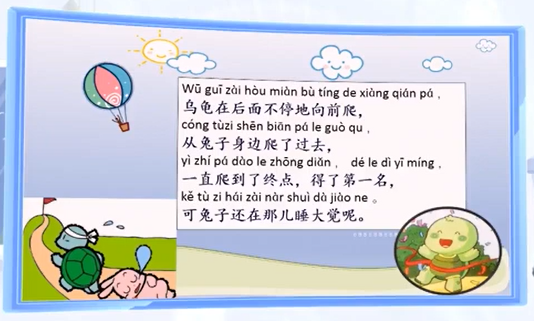 Wū guī zài hòu miàn bù tíng de xiàng qián pá ,
乌龟在后面不停地向前爬，
cóng tùzi shēn biān pá le guò qu ,
从兔子身边爬了过去，
yì zhí pá dào le zhōng diǎn , dé le dì yī míng ,
一直爬到了终点，得了第一名，
kě tù zi hái zài nàr shuì dà jiào ne 。
可兔子还在那儿睡大觉呢。